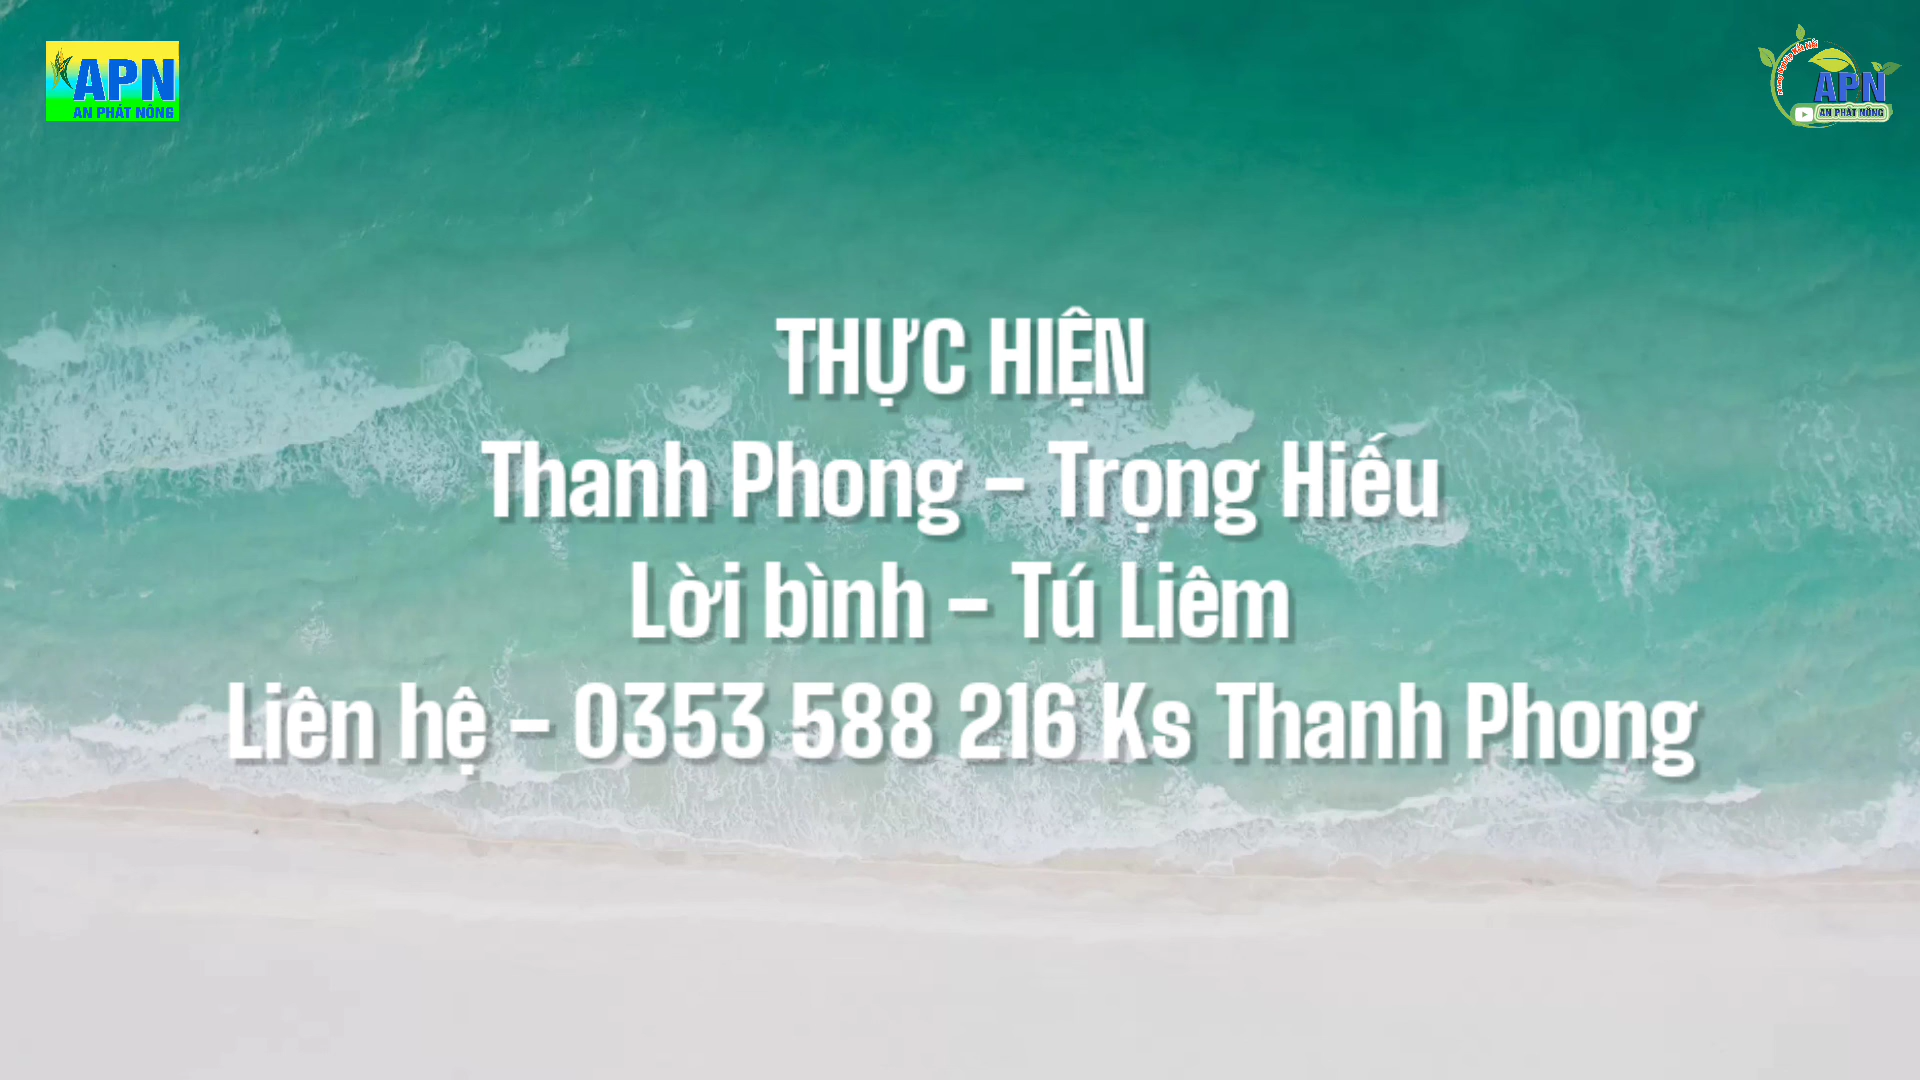 APN
AN PHÁT NÔNG
APN
AN PHÁT NÔNG
THỰC HIỆN
Thanh Phong - Trọng Hiếu
Lời bình - Tú Liêm
Liên hệ - 0353 588 216 Ks Thanh Phong